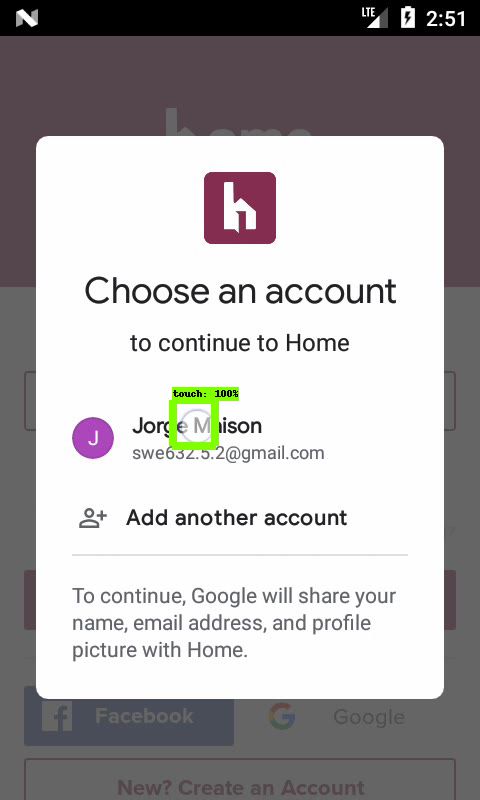 LTE 2:51
home
Choose an account
to continue to Home
touch: 100%
J Jorge Maison
swe632.5.2@gmail.com
Add another account
To continue, Google will share your
name, email address, and profile
picture with Home.
Facebook Google
New? Create an Account